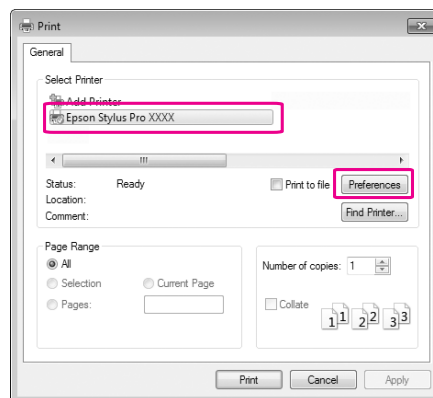 Print
General
Select Printer
Add Printer
Epson Stylus Pro XXXX
Status: Ready
Print to file
Preferences
Location:
Comment:
Find Printer...
Page Range
All
Selection
Current Page
Pages:
Number of copies: 1
Collate
1 1 2 2 3 3
Print
Cancel
Apply